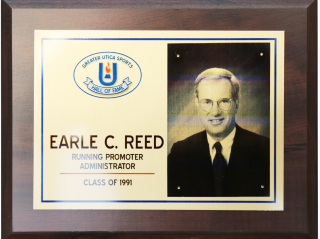 GREATER UTICA SPORTS
U
HALL OF FAME
EARLE C. REED
RUNNING PROMOTER
ADMINISTRATOR
CLASS OF 1991